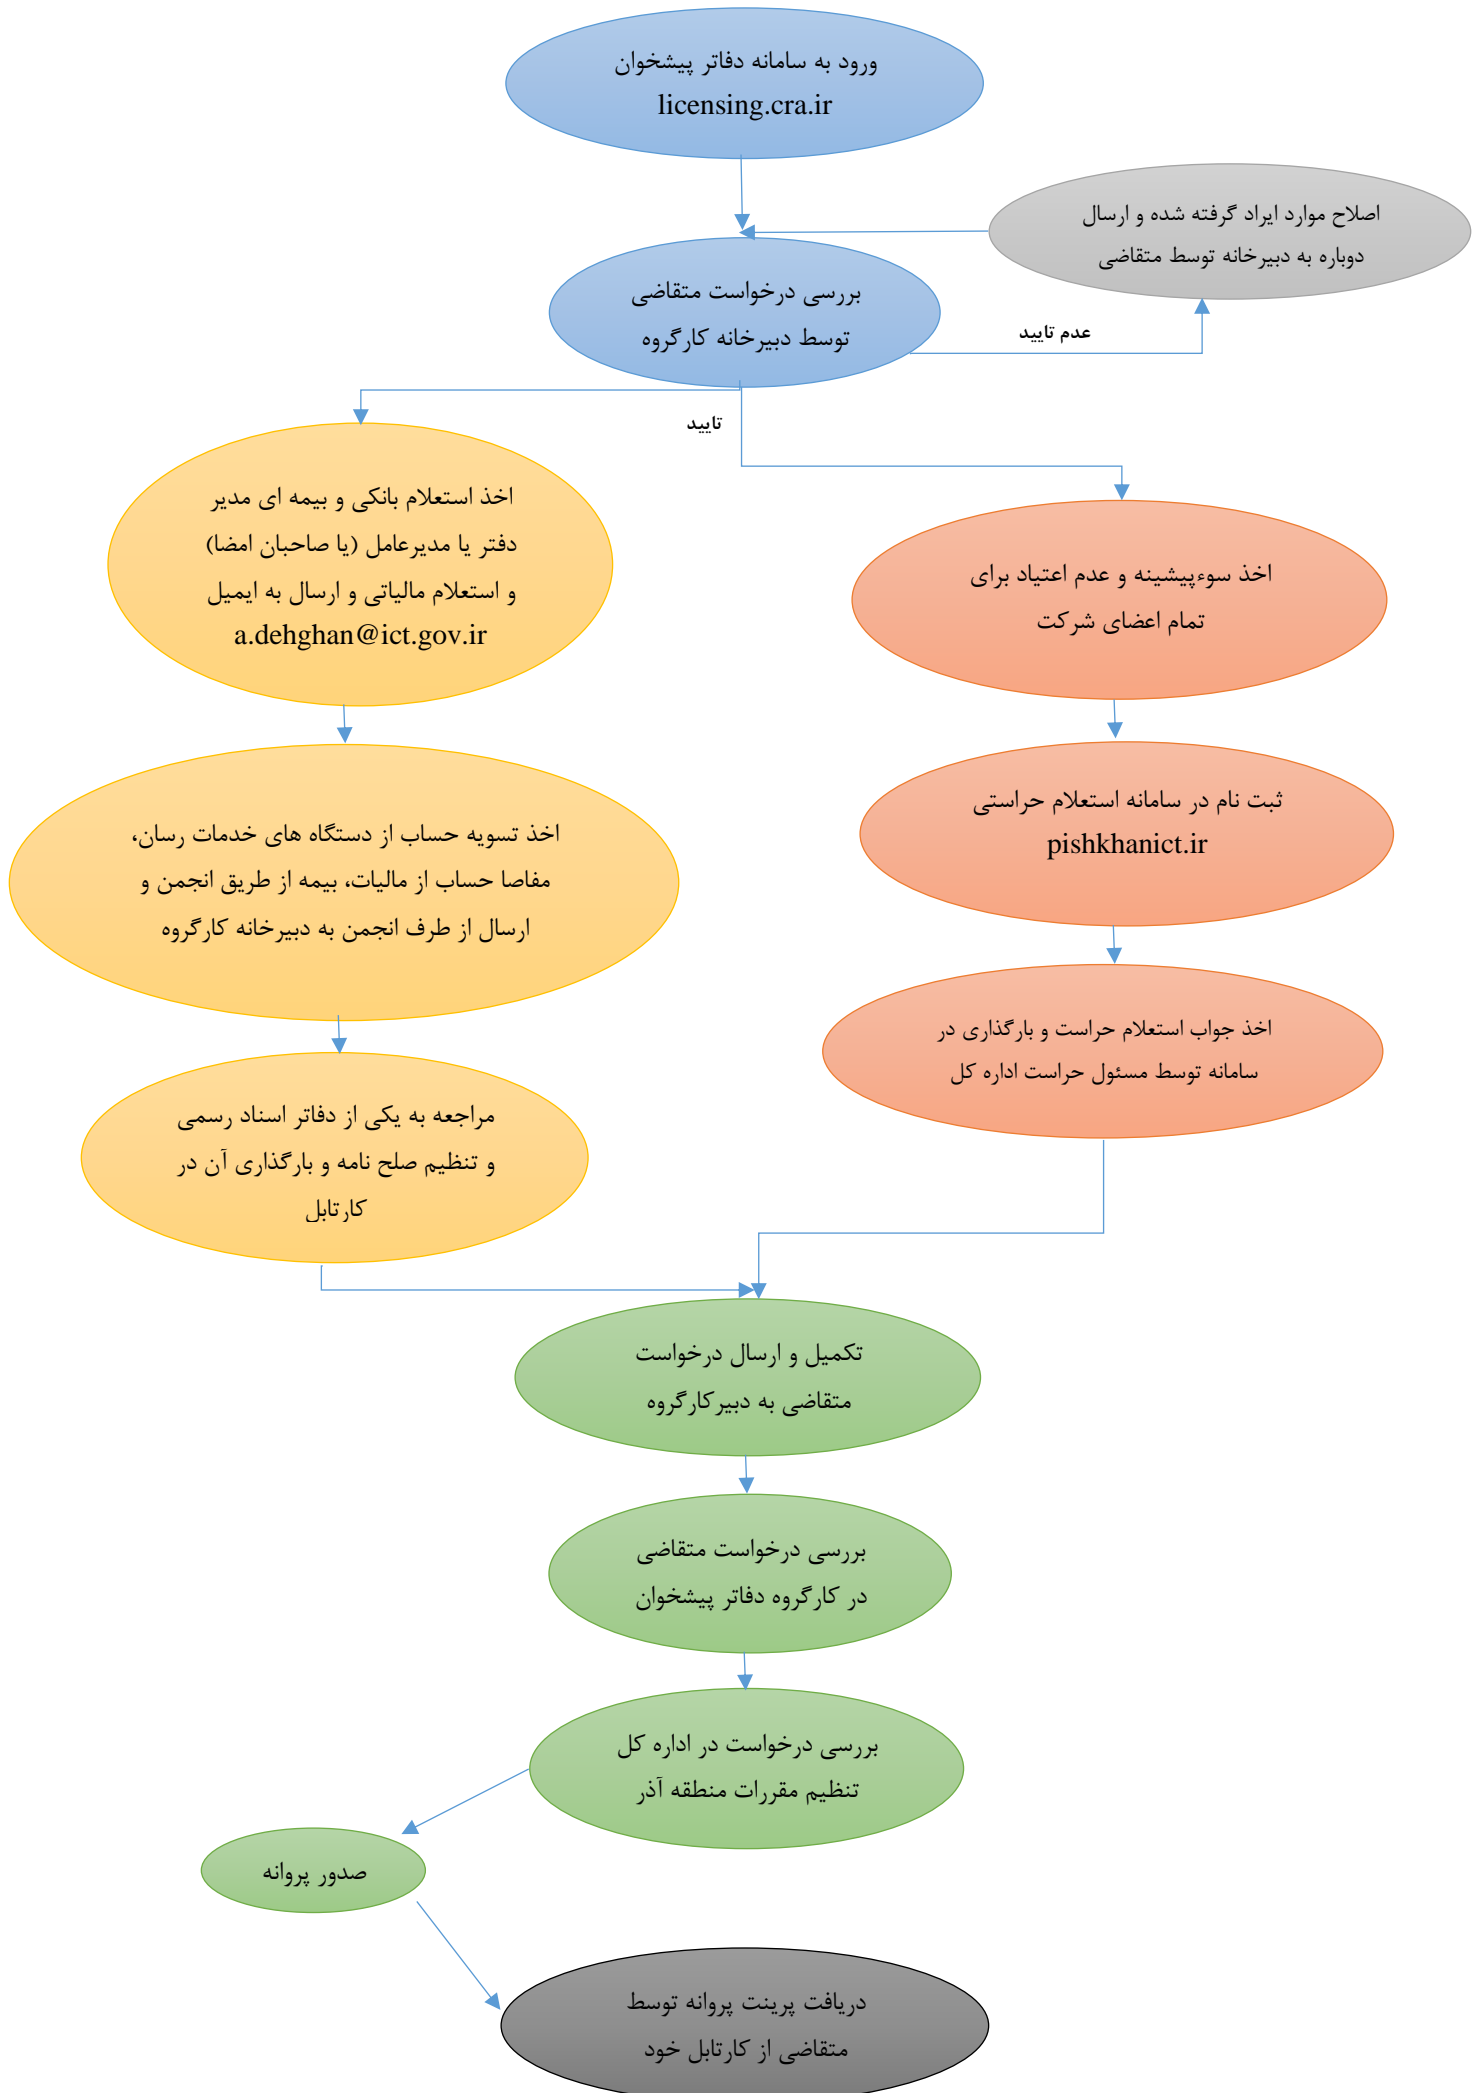 ورود به سامانه دفاتر پیشخوان
licensing.cra.ir
اصلاح موارد ایراد گرفته شده و ارسال
دوباره به دبیرخانه توسط متقاضی
بررسی درخواست متقاضی
توسط دبیرخانه کارگروه
عدم تایید
تایید
اخذ استعلام بانکی و بیمه ای مدیر
دفتر یا مدیرعامل (یا صاحبان امضا)
و استعلام مالیاتی و ارسال به ایمیل
a.dehghan@ict.gov.ir
اخذ سوءپیشینه و عدم اعتیاد برای
تمام اعضای شرکت
ثبت نام در سامانه استعلام حراستی
pishkhanict.ir
اخذ تسویه حساب از دستگاه های خدمات رسان،
مفاصا حساب از مالیات، بیمه از طریق انجمن و
ارسال از طرف انجمن به دبیرخانه کارگروه
اخذ جواب استعلام حراست و بارگذاری در
سامانه توسط مسئول حراست اداره کل
مراجعه به یکی از دفاتر اسناد رسمی
و تنظیم صلح نامه و بارگذاری آن در
کارتابل
تکمیل و ارسال درخواست
متقاضی به دبیرکارگروه
بررسی درخواست متقاضی
در کارگروه دفاتر پیشخوان
بررسی درخواست در اداره کل
تنظیم مقررات منطقه آذر
صدور پروانه
دریافت پرینت پروانه توسط
متقاضی از کارتابل خود